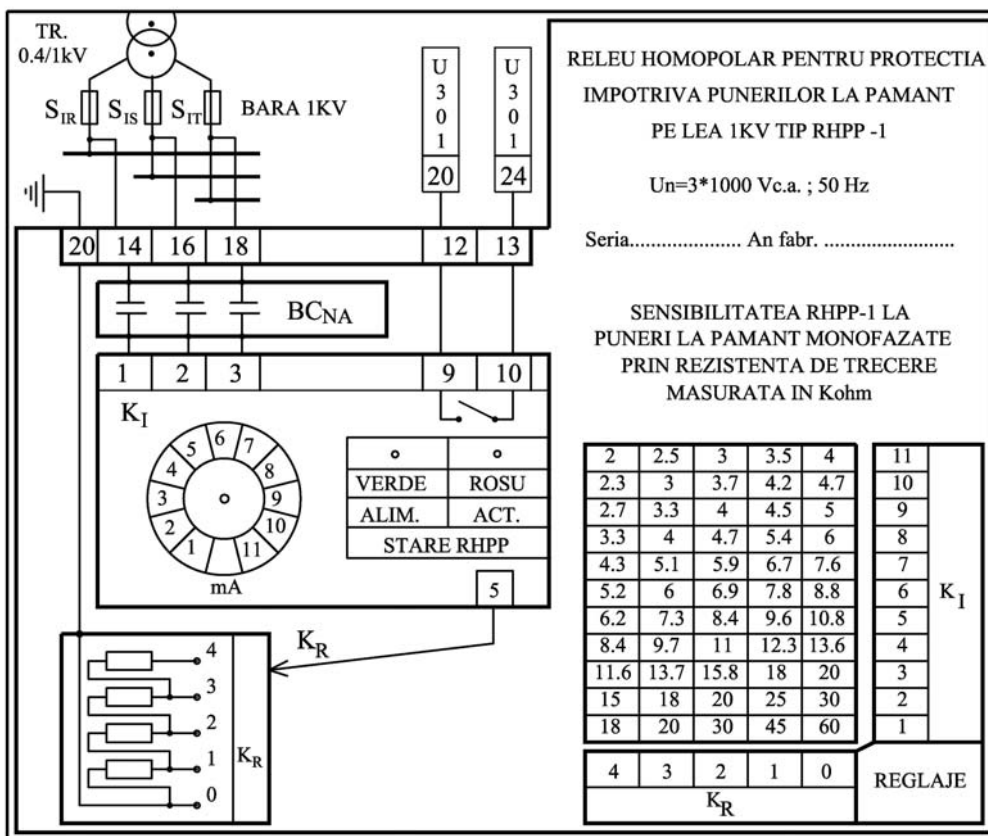 TR.
0.4/1kV
S_IR S_IS S_IT BARA 1KV
U 3 0 1
U 3 0 1
20 24
20 14 16 18 12 13
BC_NA
1 2 3 9 10
K_I
1 2 3 4 5 6 7 8 9 10 11
mA
VERDE ROSU
ALIM. ACT.
STARE RHPP
5
K_R
4
3
2
1
0
K_R
RELEU HOMOPOLAR PENTRU PROTECTIA
IMPOTRIVA PUNERILOR LA PAMANT
PE LEA 1KV TIP RHPP -1
Un=3*1000 Vc.a. ; 50 Hz
Seria..................... An fabr. .........................
SENSIBILITATEA RHPP-1 LA
PUNERI LA PAMANT MONOFAZATE
PRIN REZISTENTA DE TRECERE
MASURATA IN Kohm
2 2.5 3 3.5 4 11
2.3 3 3.7 4.2 4.7 10
2.7 3.3 4 4.5 5 9
3.3 4 4.7 5.4 6 8
4.3 5.1 5.9 6.7 7.6 7
5.2 6 6.9 7.8 8.8 6
6.2 7.3 8.4 9.6 10.8 5
8.4 9.7 11 12.3 13.6 4
11.6 13.7 15.8 18 20 3
15 18 20 25 30 2
18 20 30 45 60 1
K_I
4 3 2 1 0
K_R
REGLAJE